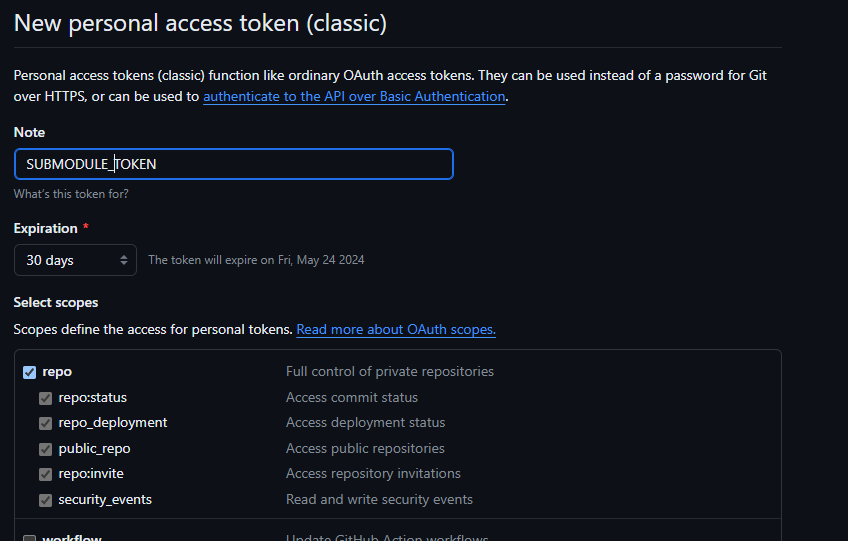 New personal access token (classic)
Personal access tokens (classic) function like ordinary OAuth access tokens. They can be used instead of a password for Git
over HTTPS, or can be used to authenticate to the API over Basic Authentication.
Note
SUBMODULE_TOKEN
What's this token for?
Expiration *
30 days The token will expire on Fri, May 24 2024
Select scopes
Scopes define the access for personal tokens. Read more about OAuth scopes.
repo Full control of private repositories
repo:status Access commit status
repo_deployment Access deployment status
public_repo Access public repositories
repo:invite Access repository invitations
security_events Read and write security events
workflow Update GitHub Action workflows